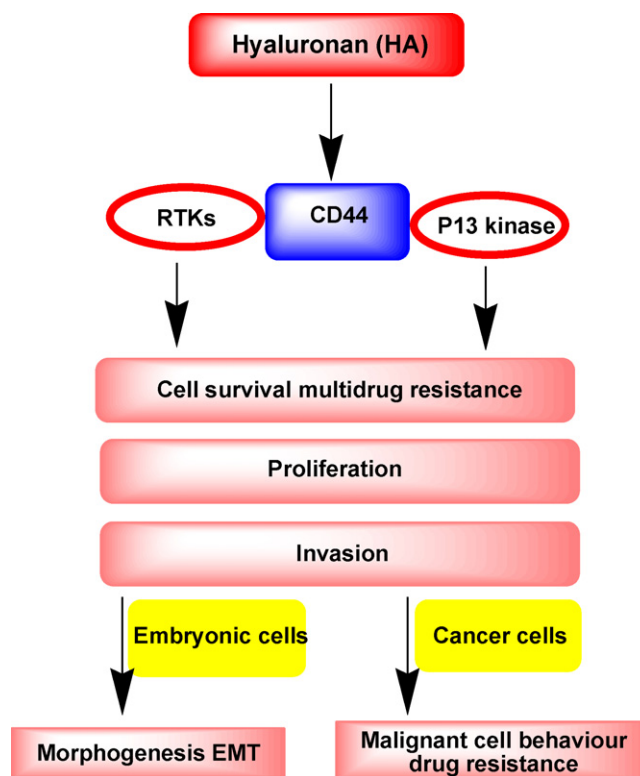 Hyaluronan (HA)
RTKs
CD44
P13 kinase
Cell survival multidrug resistance
Proliferation
Invasion
Embryonic cells
Cancer cells
Morphogenesis EMT
Malignant cell behaviour
drug resistance